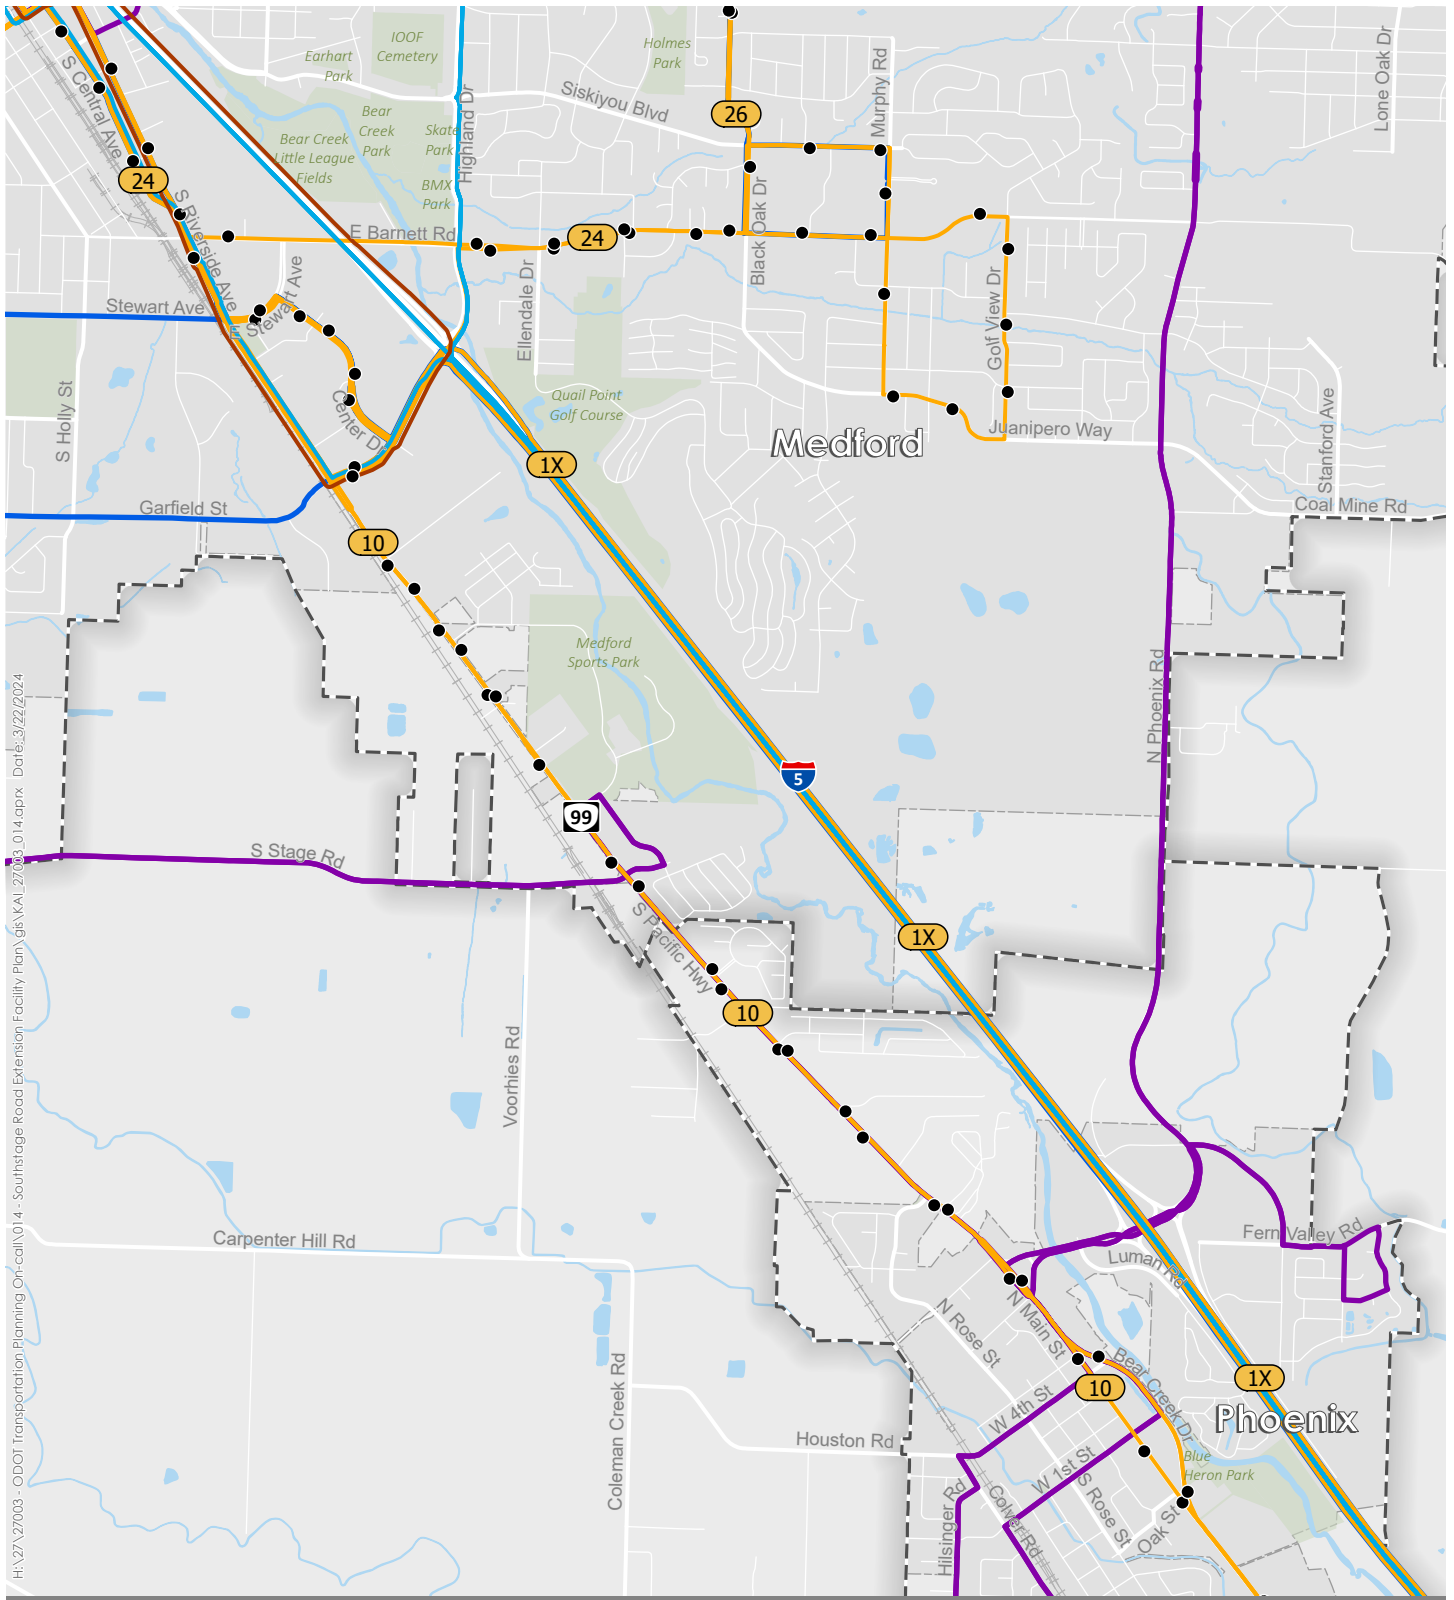 IOOF
Cemetery
Earhart
Park
Holmes
Park
S Central Ave
Bear
Creek
Park
Siskiyou Blvd
Murphy Rd
Lone Oak Dr
26
Bear Creek
Little League
Fields
Skate
Park
Highland Dr
24
BMX
Park
S Riverside Ave
E Barnett Rd
24
Black Oak Dr
Stewart Ave
E Stewart Ave
Ellendale Dr
Golf View Dr
S Holly St
Center Dr
Quail Point
Golf Course
Medford
Juanipero Way
Stanford Ave
1X
Garfield St
Coal Mine Rd
10
Medford
Sports Park
N Phoenix Rd
5
99
S Stage Rd
S Pacific Hwy
1X
10
Voorhies Rd
Carpenter Hill Rd
Fern Valley Rd
Luman Rd
N Main St
N Rose St
Bear Creek Dr
1X
10
Phoenix
Coleman Creek Rd
W 4th St
Houston Rd
W 1st St
Blue
Heron Park
S Rose St
Hilsinger Rd
Colver Rd
Oak St
H:\27\27003 - ODOT Transportation Planning On-call\014 - Southstage Road Extension Facility Plan\gis\KAI_27003_014.aprx Date: 3/22/2024